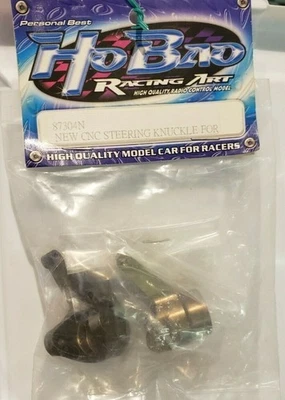 Personal Best
HoBao
Racing Art
HIGH QUALITY RADIO CONTROL MODEL
87304N
NEW CNC STEERING KNUCKLE FOR
HIGH QUALITY MODEL CAR FOR RACERS.